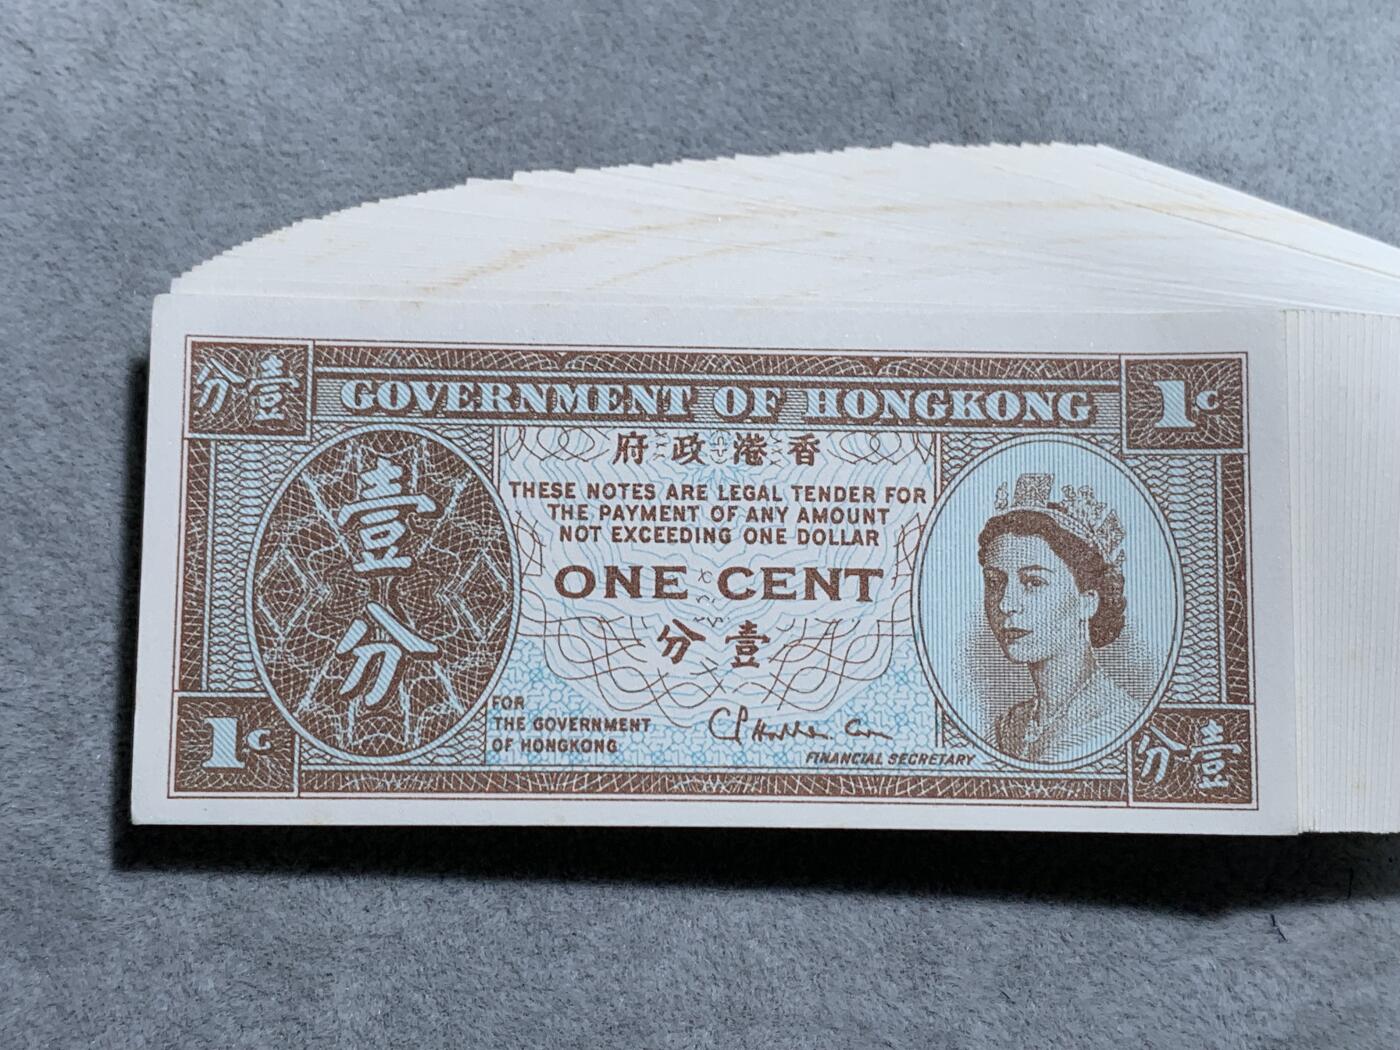 分壹
GOVERNMENT OF HONGKONG
1C
府政港香
THESE NOTES ARE LEGAL TENDER FOR
THE PAYMENT OF ANY AMOUNT
NOT EXCEEDING ONE DOLLAR
壹
分
ONE CENT
分壹
FOR
THE GOVERNMENT
OF HONGKONG
FINANCIAL SECRETARY
1C
分壹